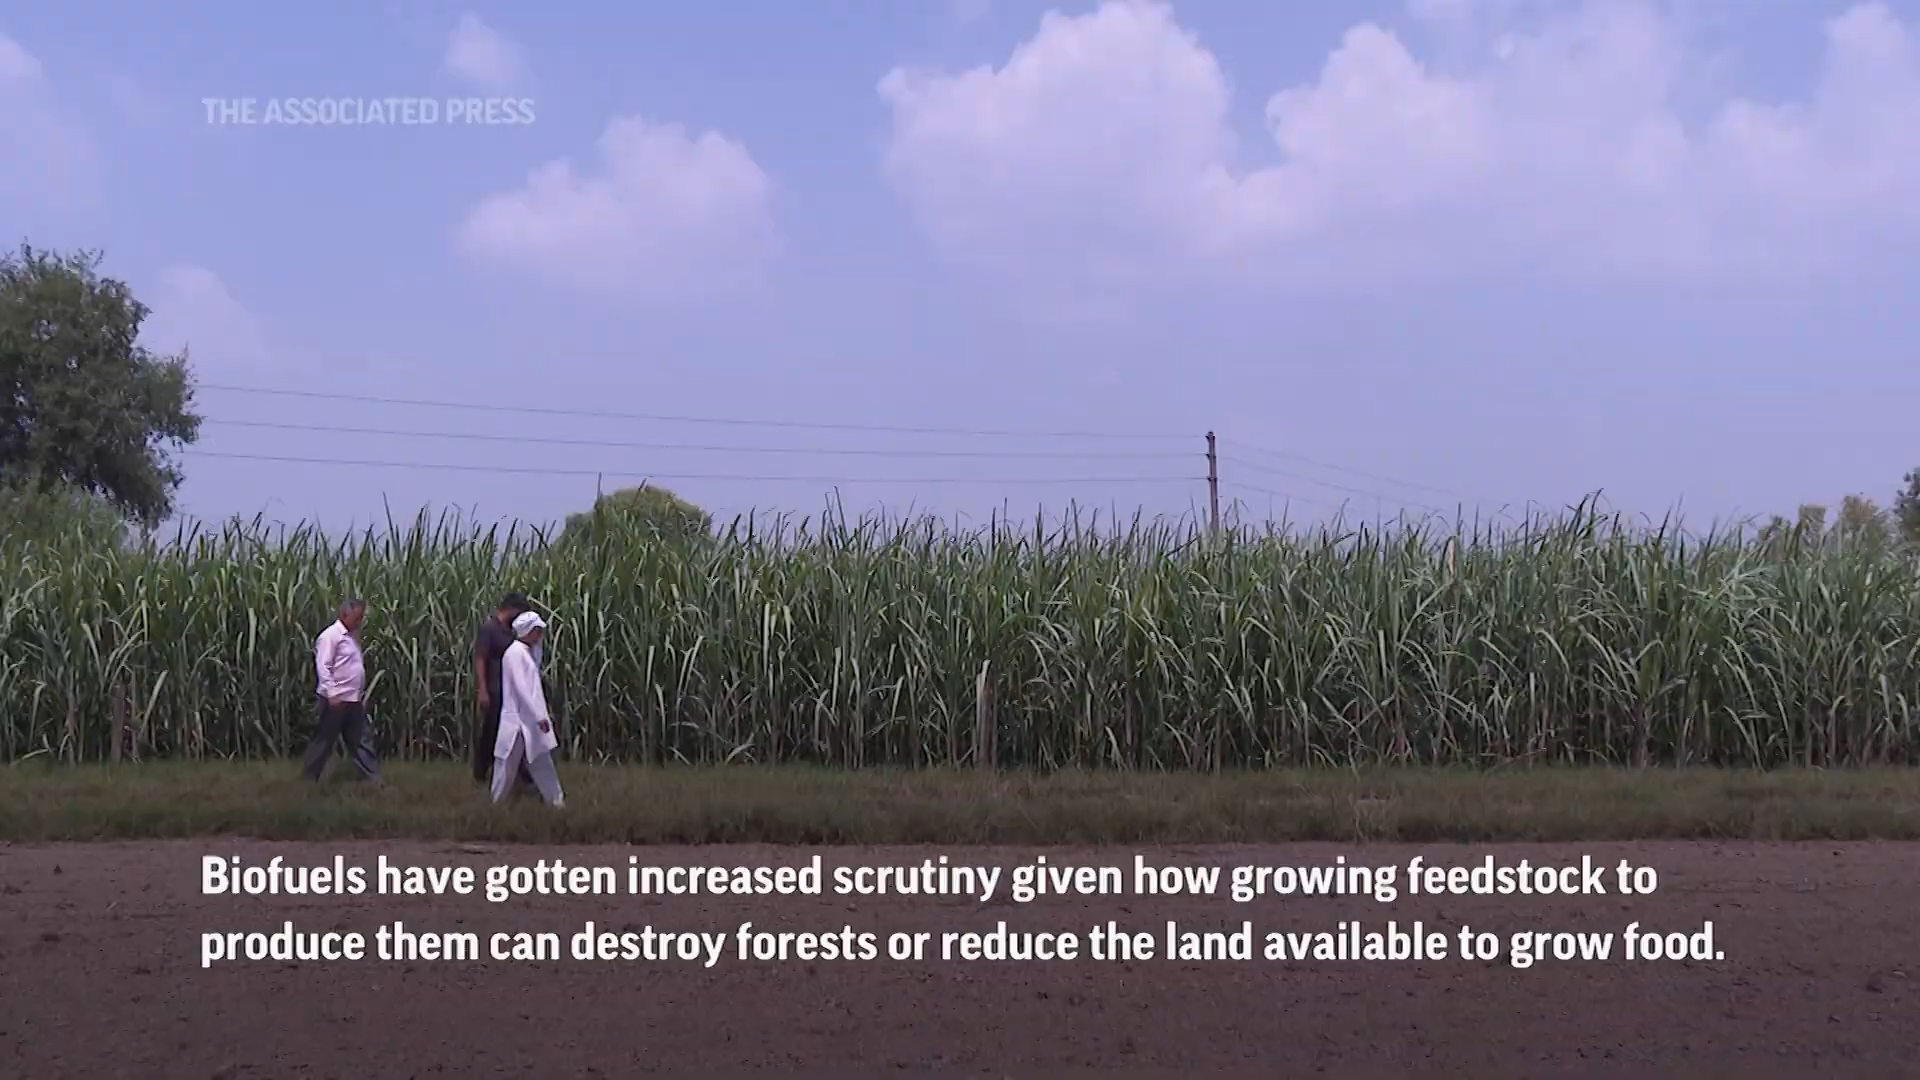 THE ASSOCIATED PRESS
Biofuels have gotten increased scrutiny given how growing feedstock to
produce them can destroy forests or reduce the land available to grow food.